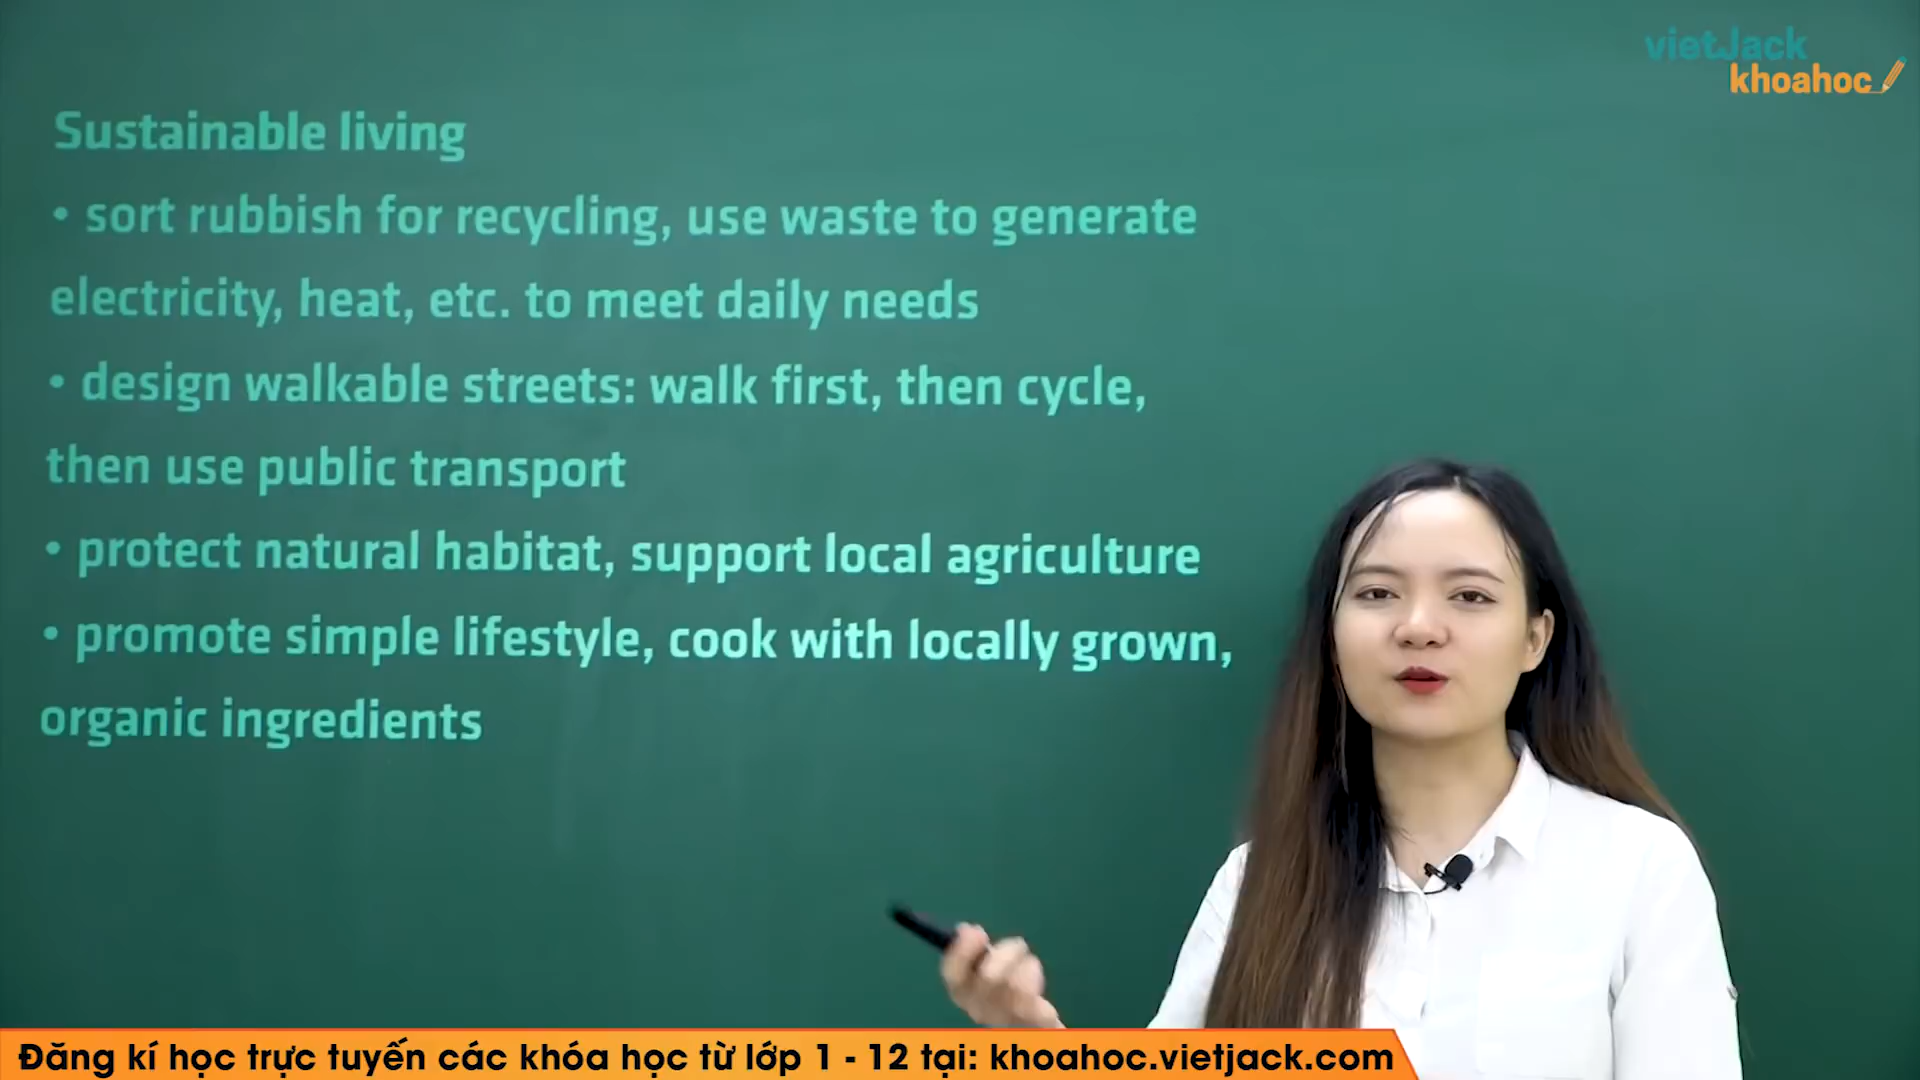 vietJack
khoahoc
Sustainable living
• sort rubbish for recycling, use waste to generate
electricity, heat, etc. to meet daily needs
• design walkable streets: walk first, then cycle,
then use public transport
• protect natural habitat, support local agriculture
• promote simple lifestyle, cook with locally grown,
organic ingredients
Đăng kí học trực tuyến các khóa học từ lớp 1 - 12 tại: khoahoc.vietjack.com